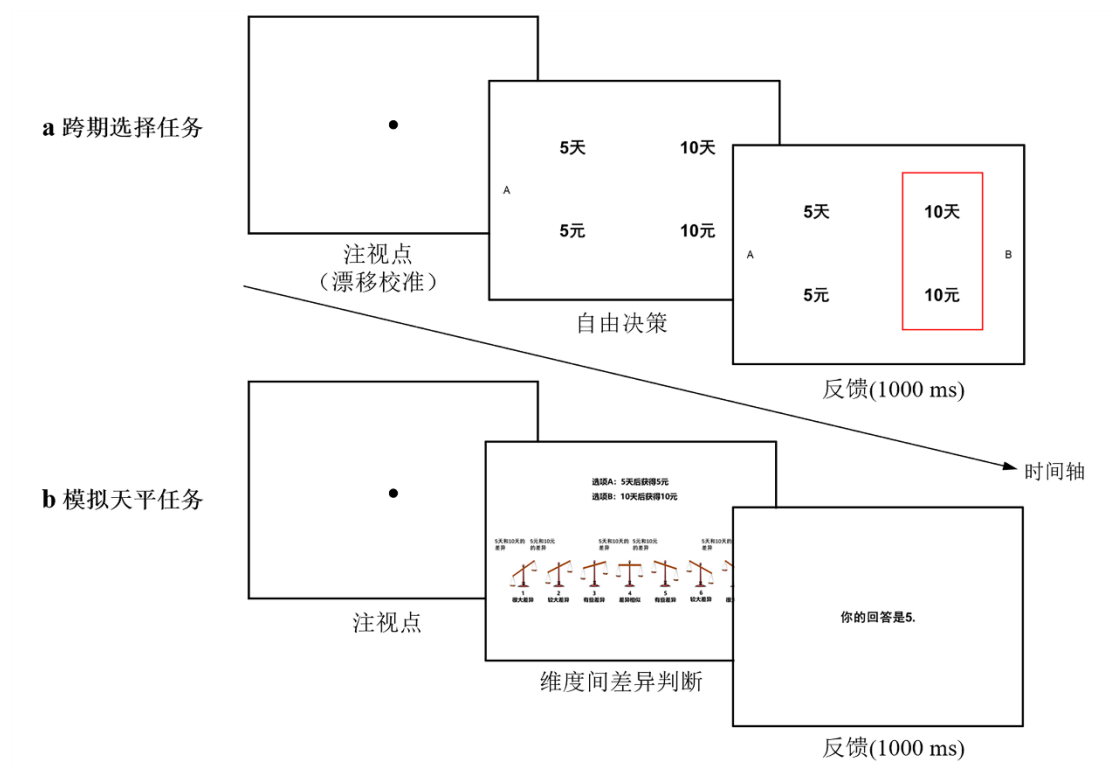 a 跨期选择任务
5天 10天
A
5元 10元
注视点
（漂移校准）
自由决策
5天 10天
A B
5元 10元
反馈(1000 ms)
时间轴
b 模拟天平任务
注视点
选项A：5天后获得5元
选项B：10天后获得10元
5天和10天的 5元和10元 5天和10天的 5元和10元 5天和10天的
差异 的差异 差异 的差异 差异
1 2 3 4 5 6
很大差异 较大差异 有些差异 差异相似 有些差异 较大差异
维度间差异判断
你的回答是5.
反馈(1000 ms)